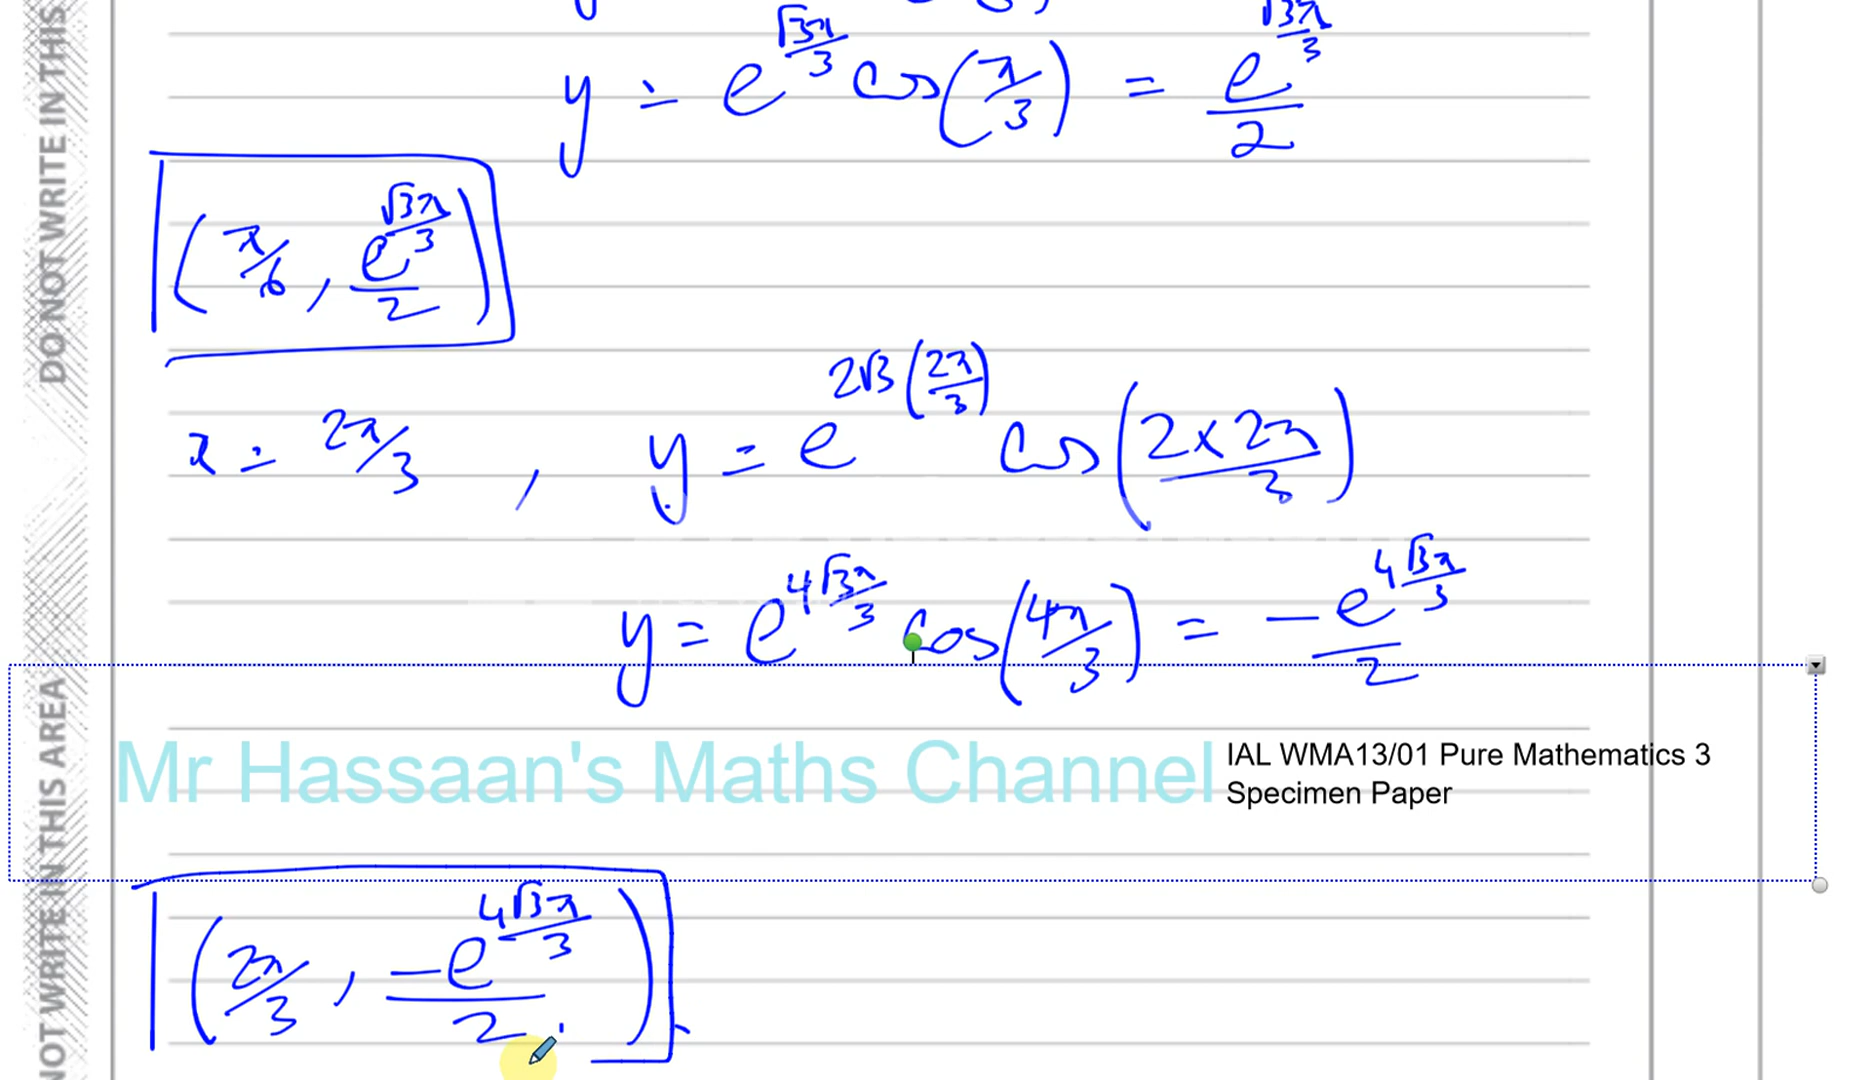 DO NOT WRITE IN THIS
y = e^(√3π/3) cos(π/3) = e^(√3π/3)/2
(π/6, e^(√3π/3)/2)
x = 2π/3 , y = e^(2√3(2π/3)) cos(2×2π/3)
y = e^(4√3π/3) cos(4π/3) = -e^(4√3π/3)/2
NOT WRITE IN THIS AREA
Mr Hassaan's Maths Channel
IAL WMA13/01 Pure Mathematics 3
Specimen Paper
(2π/3, -e^(4√3π/3)/2)